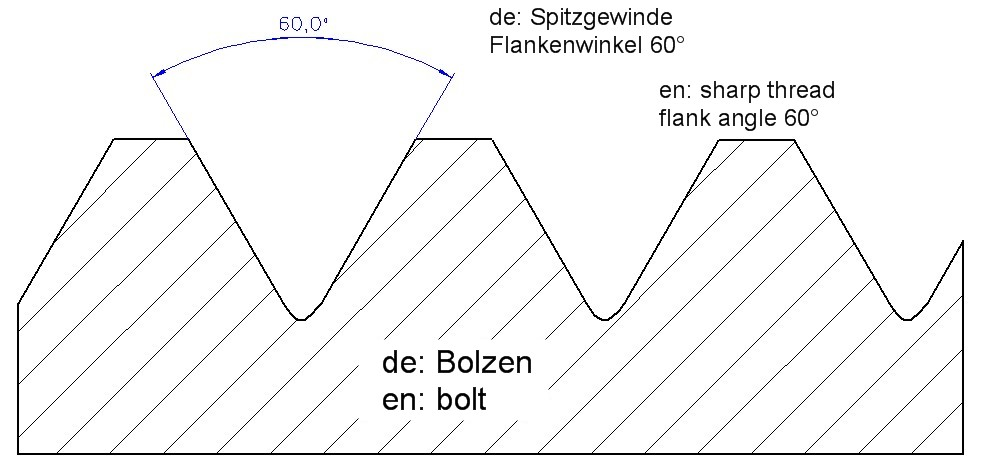 60,0°
de: Spitzgewinde
Flankenwinkel 60°
en: sharp thread
flank angle 60°
de: Bolzen
en: bolt